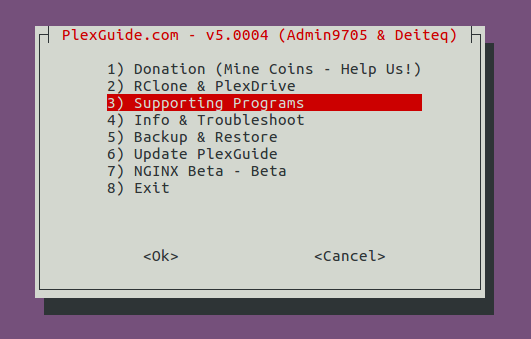 PlexGuide.com - v5.0004 (Admin9705 & Deiteq)
1) Donation (Mine Coins - Help Us!)
2) RClone & PlexDrive
3) Supporting Programs
4) Info & Troubleshoot
5) Backup & Restore
6) Update PlexGuide
7) NGINX Beta - Beta
8) Exit
<Ok> <Cancel>